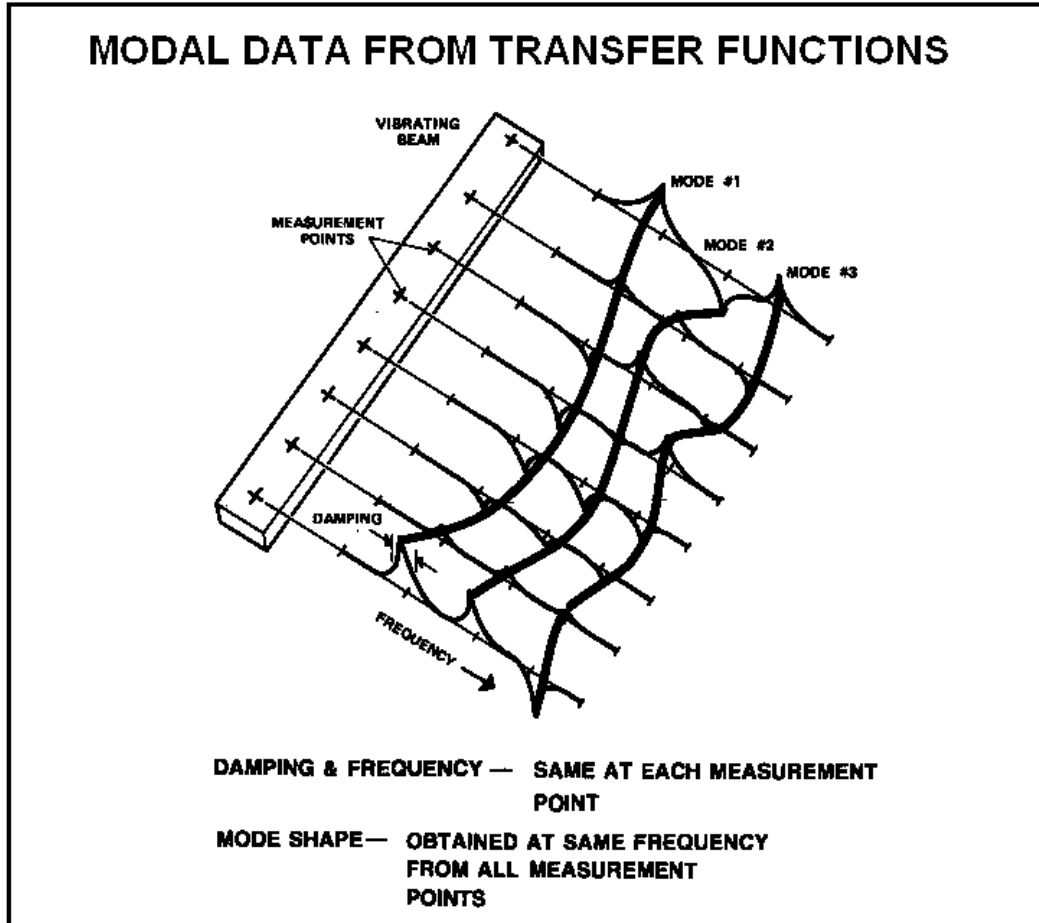 MODAL DATA FROM TRANSFER FUNCTIONS
VIBRATING
BEAM
MODE #1
MEASUREMENT
POINTS
MODE #2
MODE #3
DAMPING
FREQUENCY
DAMPING & FREQUENCY — SAME AT EACH MEASUREMENT
POINT
MODE SHAPE— OBTAINED AT SAME FREQUENCY
FROM ALL MEASUREMENT
POINTS